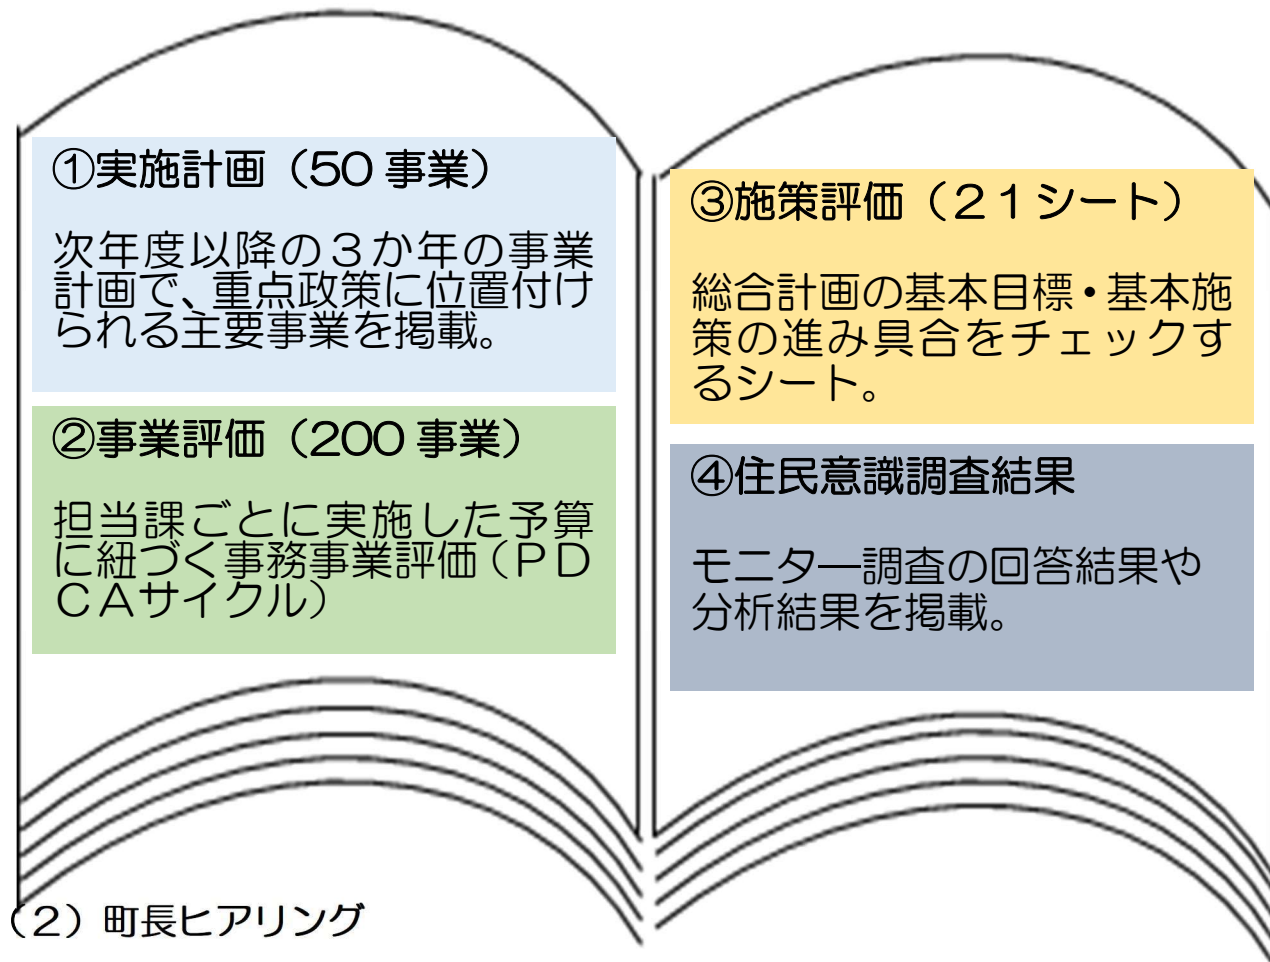 ①実施計画（50 事業）
次年度以降の３か年の事業
計画で、重点政策に位置付け
られる主要事業を掲載。
②事業評価（200 事業）
担当課ごとに実施した予算
に紐づく事務事業評価（ＰＤ
ＣＡサイクル）
③施策評価（２１シート）
総合計画の基本目標・基本施
策の進み具合をチェックす
るシート。
④住民意識調査結果
モニター調査の回答結果や
分析結果を掲載。
（２）町長ヒアリング